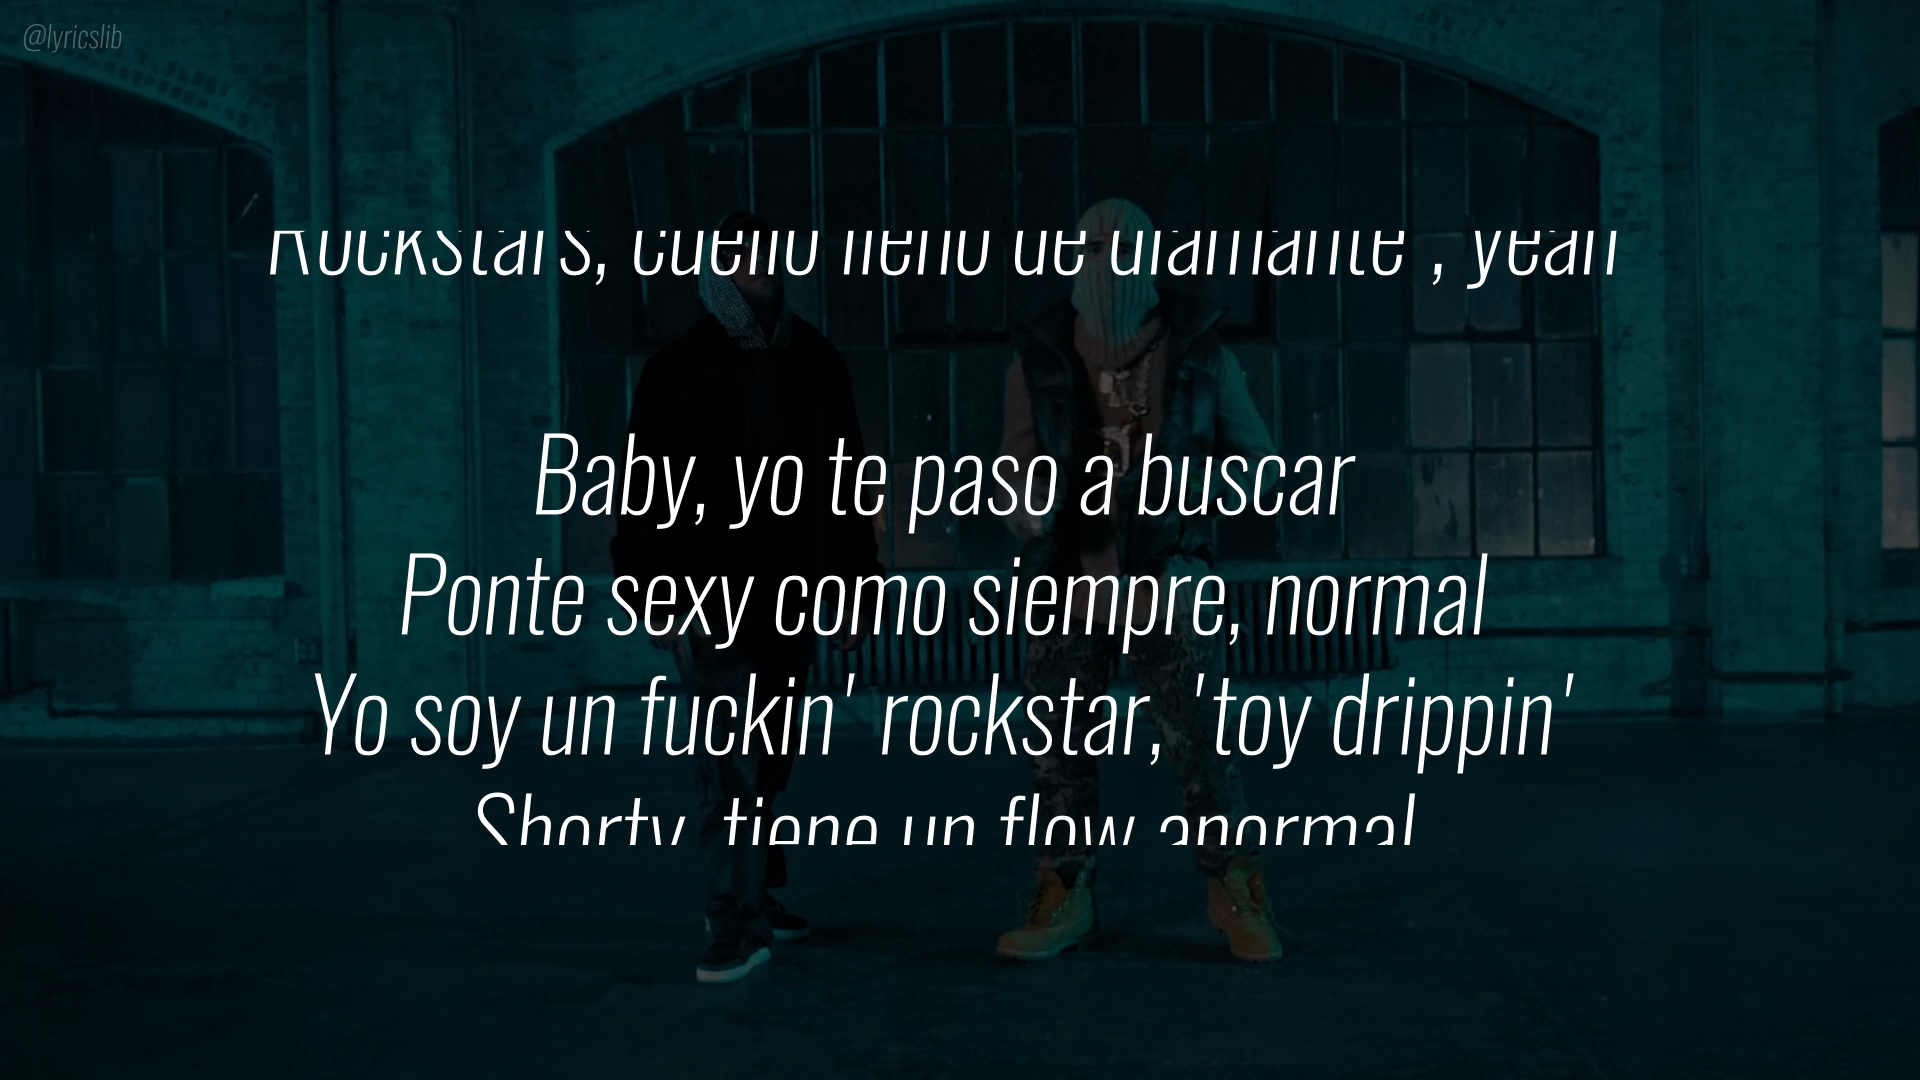 @lyricslib
Rockstars, cuello lleno de diamante', yeah
Baby, yo te paso a buscar
Ponte sexy como siempre, normal
Yo soy un fuckin' rockstar, 'toy drippin'
Shorty, tiene un flow anormal